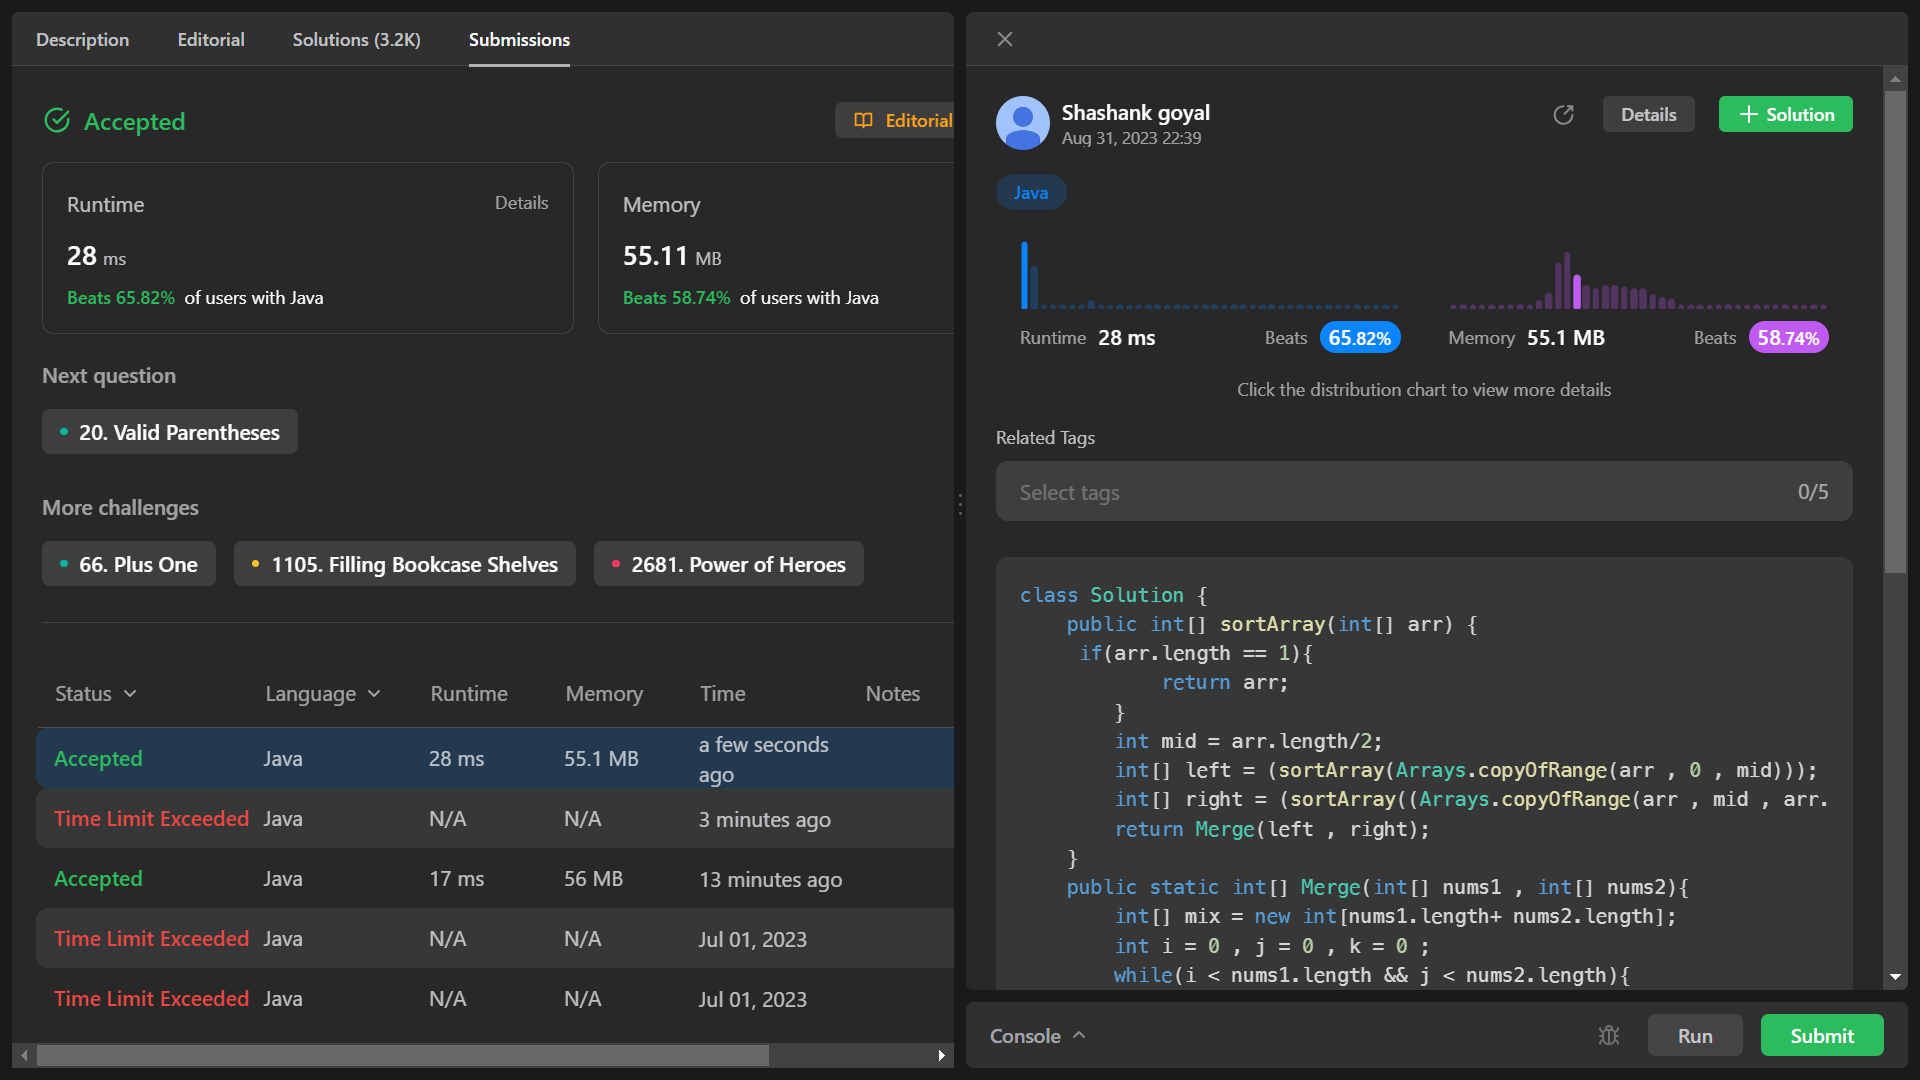 Description Editorial Solutions (3.2K) Submissions
Accepted
Editorial
Runtime Details
28 ms
Beats 65.82% of users with Java
Memory
55.11 MB
Beats 58.74% of users with Java
Next question
20. Valid Parentheses
More challenges
66. Plus One 1105. Filling Bookcase Shelves 2681. Power of Heroes
Status Language Runtime Memory Time Notes
Accepted Java 28 ms 55.1 MB a few seconds ago
Time Limit Exceeded Java N/A N/A 3 minutes ago
Accepted Java 17 ms 56 MB 13 minutes ago
Time Limit Exceeded Java N/A N/A Jul 01, 2023
Time Limit Exceeded Java N/A N/A Jul 01, 2023
Shashank goyal
Aug 31, 2023 22:39
Details
+ Solution
Java
Runtime 28 ms Beats 65.82% Memory 55.1 MB Beats 58.74%
Click the distribution chart to view more details
Related Tags
Select tags 0/5
class Solution {
    public int[] sortArray(int[] arr) {
     if(arr.length == 1){
            return arr;
        }
        int mid = arr.length/2;
        int[] left = (sortArray(Arrays.copyOfRange(arr , 0 , mid)));
        int[] right = (sortArray((Arrays.copyOfRange(arr , mid , arr.
        return Merge(left , right);
    }
    public static int[] Merge(int[] nums1 , int[] nums2){
        int[] mix = new int[nums1.length+ nums2.length];
        int i = 0 , j = 0 , k = 0 ;
        while(i < nums1.length && j < nums2.length){
Console Run Submit